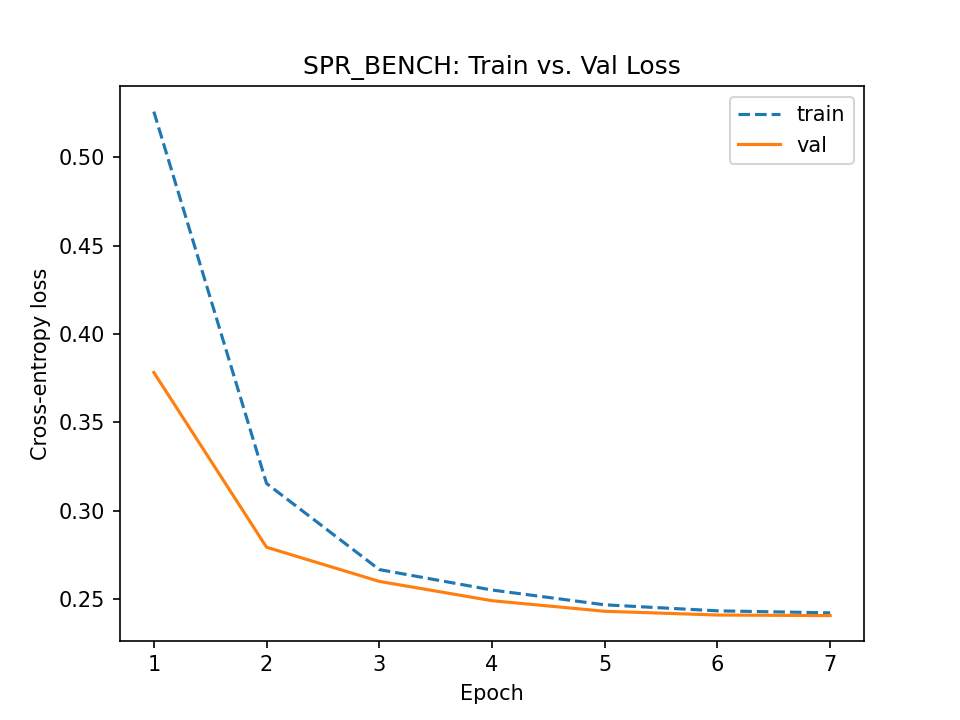 SPR_BENCH: Train vs. Val Loss
train
val
Cross-entropy loss
0.50
0.45
0.40
0.35
0.30
0.25
1 2 3 4 5 6 7
Epoch